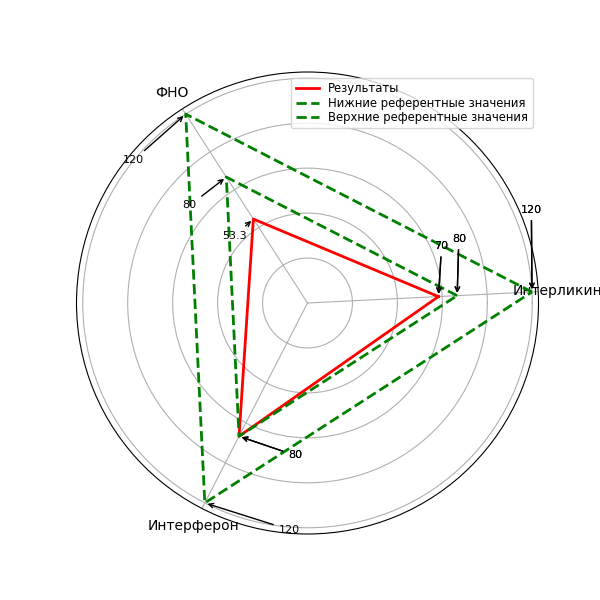 ФНО
Результаты
Нижние референтные значения
Верхние референтные значения
120
80
120
53.3
70
80
Интерликин
80
Интерферон
120